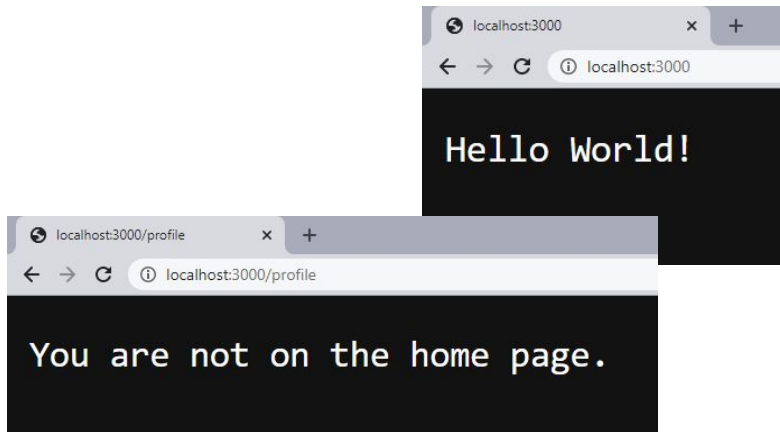 localhost:3000
localhost:3000
Hello World!
localhost:3000/profile
localhost:3000/profile
You are not on the home page.